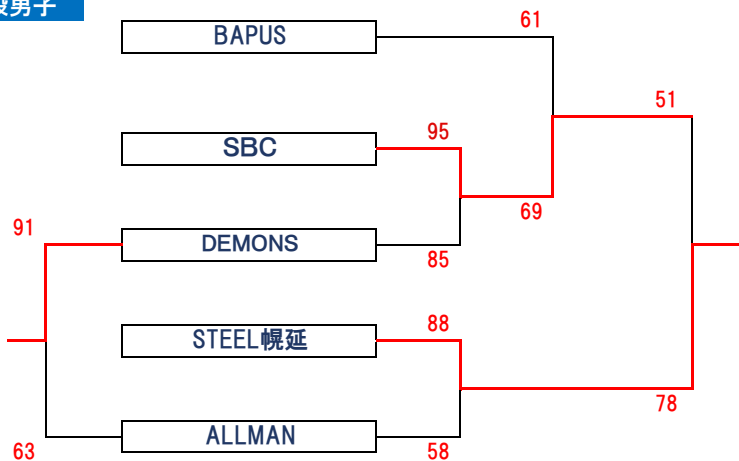 男子
61
BAPUS
51
95
SBC
69
91
DEMONS
85
88
STEEL幌延
78
ALLMAN
63
58